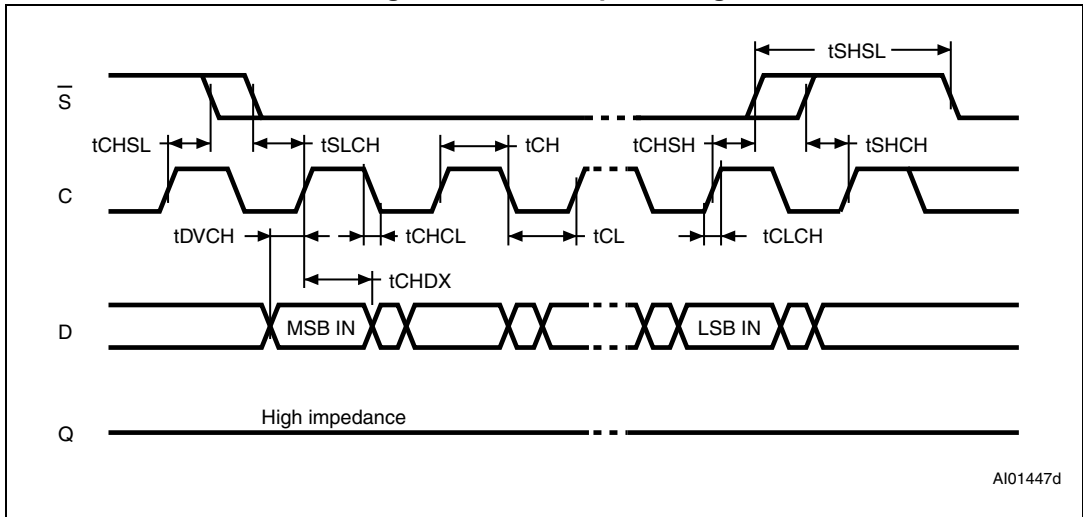 tSHSL
S
tCHSL
tSLCH
tCH
tCHSH
tSHCH
C
tDVCH
tCHCL
tCL
tCLCH
tCHDX
D
MSB IN
LSB IN
High impedance
Q
AI01447d